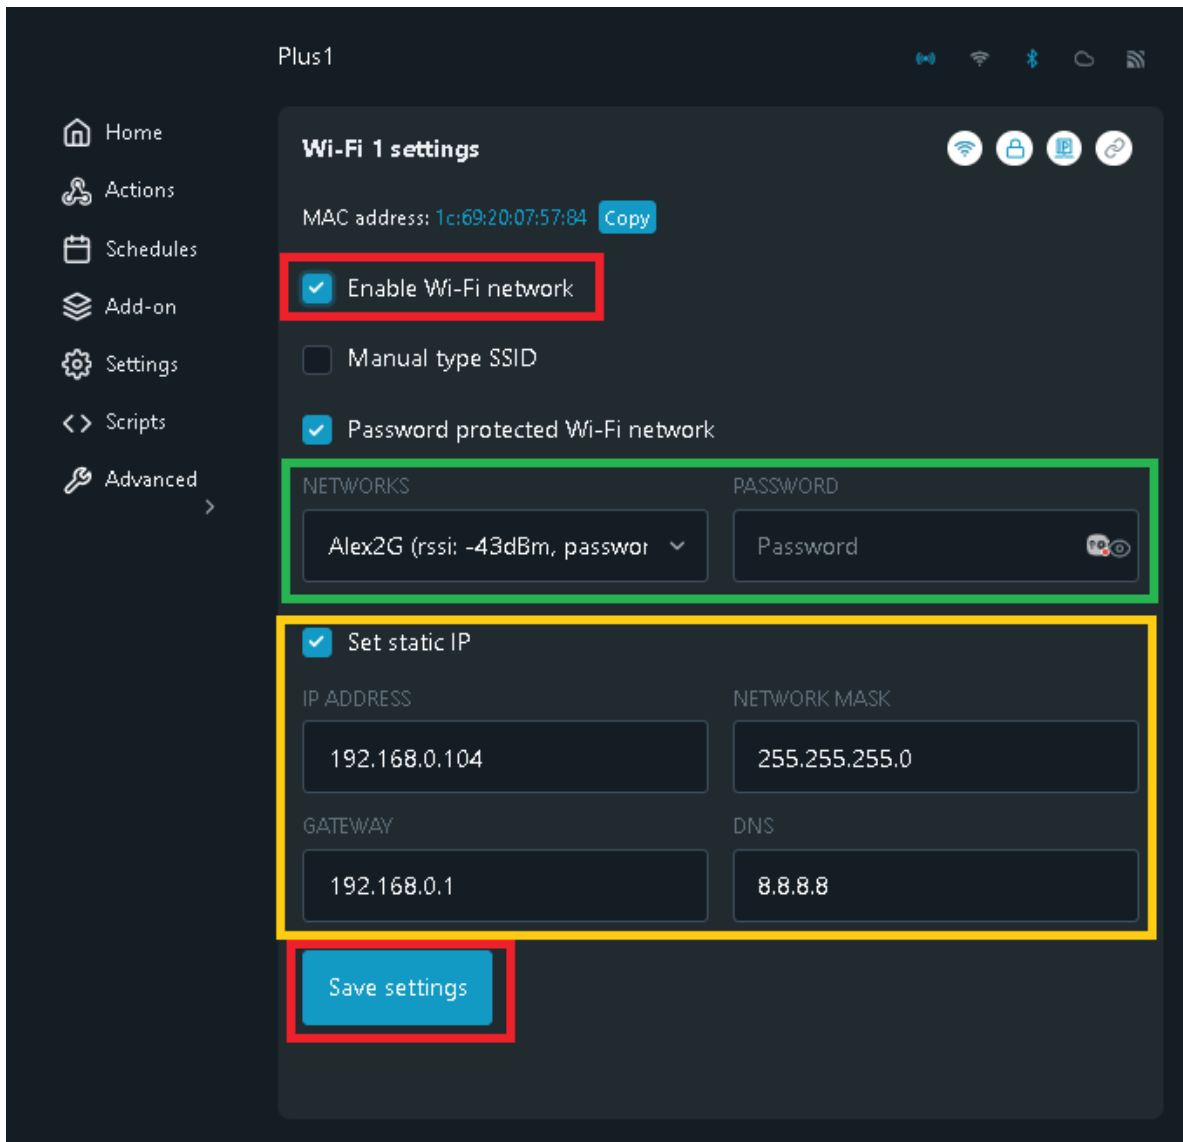 Plus1
Home
Actions
Schedules
Add-on
Settings
Scripts
Advanced
Wi-Fi 1 settings
MAC address: 1c:69:20:07:57:84 Copy
Enable Wi-Fi network
Manual type SSID
Password protected Wi-Fi network
NETWORKS
Alex2G (rssi: -43dBm, passwor
PASSWORD
Password
Set static IP
IP ADDRESS
192.168.0.104
NETWORK MASK
255.255.255.0
GATEWAY
192.168.0.1
DNS
8.8.8.8
Save settings